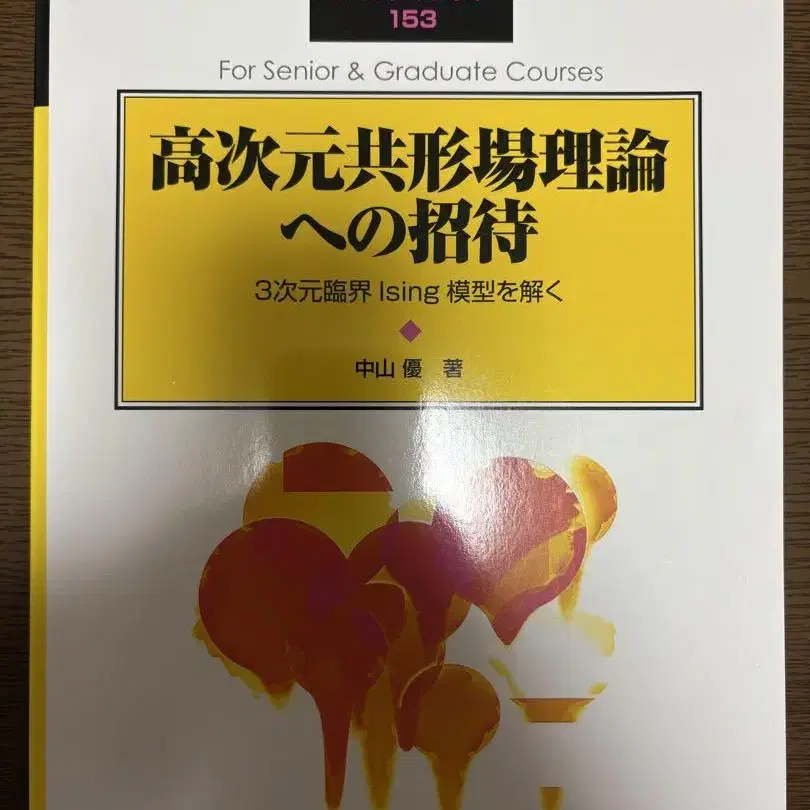 153
For Senior & Graduate Courses
高次元共形場理論
への招待
3次元臨界 Ising 模型を解く
中山 優 著